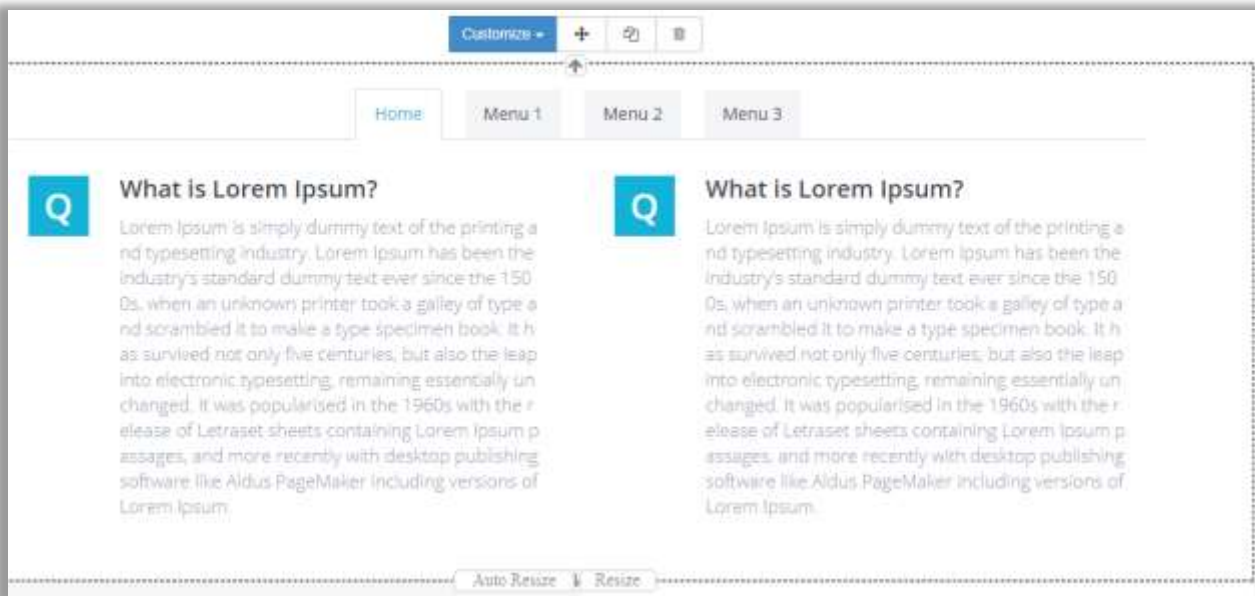 Customize
Home Menu 1 Menu 2 Menu 3
Q
What is Lorem Ipsum?
Lorem Ipsum is simply dummy text of the printing a
nd typesetting industry. Lorem Ipsum has been the
industry's standard dummy text ever since the 150
0s, when an unknown printer took a galley of type a
nd scrambled it to make a type specimen book. It h
as survived not only five centuries, but also the leap
into electronic typesetting, remaining essentially un
changed. It was popularised in the 1960s with the r
elease of Letraset sheets containing Lorem Ipsum p
assages, and more recently with desktop publishing
software like Aldus PageMaker including versions of
Lorem Ipsum.
Q
What is Lorem Ipsum?
Lorem Ipsum is simply dummy text of the printing a
nd typesetting industry. Lorem Ipsum has been the
industry's standard dummy text ever since the 150
0s, when an unknown printer took a galley of type a
nd scrambled it to make a type specimen book. It h
as survived not only five centuries, but also the leap
into electronic typesetting, remaining essentially un
changed. It was popularised in the 1960s with the r
elease of Letraset sheets containing Lorem Ipsum p
assages, and more recently with desktop publishing
software like Aldus PageMaker including versions of
Lorem Ipsum.
Auto Resize Resize